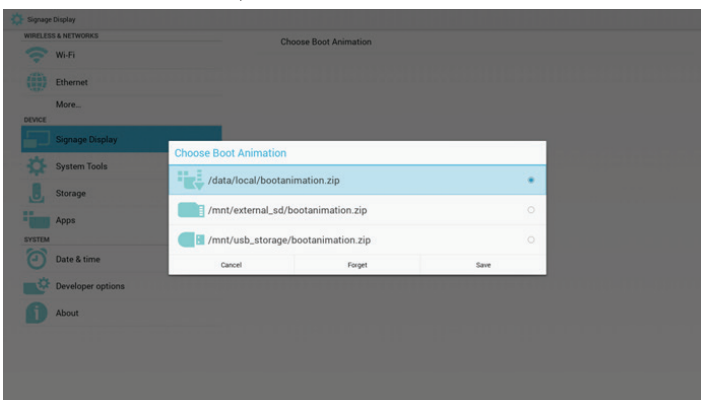 Signage Display
WIRELESS & NETWORKS
Wi-Fi
Ethernet
More...
DEVICE
Signage Display
System Tools
Storage
Apps
SYSTEM
Date & time
Developer options
About
Choose Boot Animation
Choose Boot Animation
/data/local/bootanimation.zip
/mnt/external_sd/bootanimation.zip
/mnt/usb_storage/bootanimation.zip
Cancel Forget Save